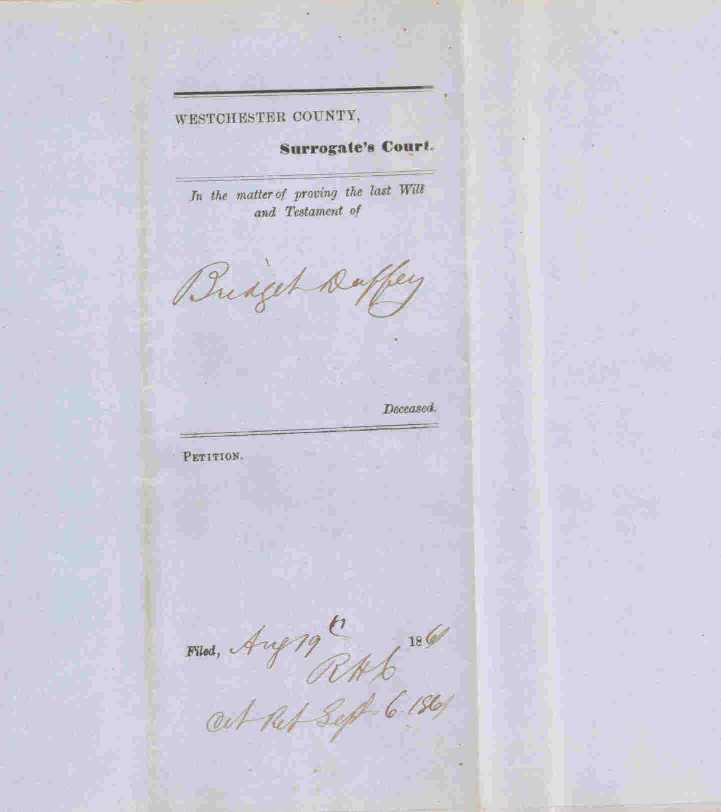 WESTCHESTER COUNTY,
Surrogate's Court.
In the matter of proving the last Will
and Testament of
Bridget Duffey
Deceased.
PETITION.
Filed, Aug 19th 1861
Ret Sept 6 1861